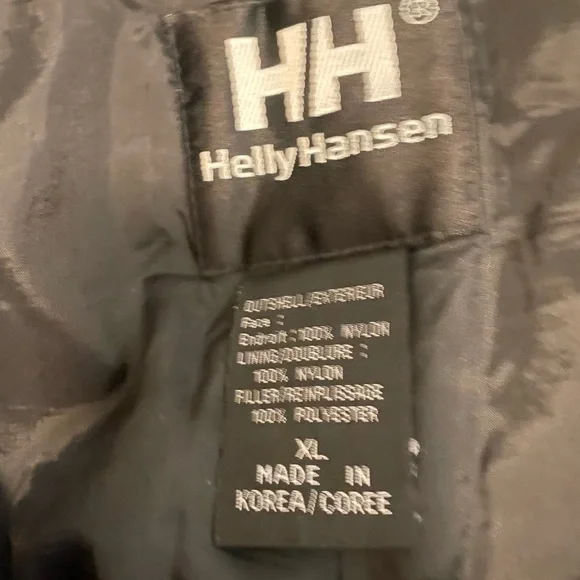 HH®
HellyHansen
OUTSHELL/EXTERIEUR
Face :
Endroit : 100% NYLON
LINING/DOUBLURE :
100% NYLON
FILLER/REINPLISSAGE
100% POLYESTER
XL
MADE IN
KOREA/COREE